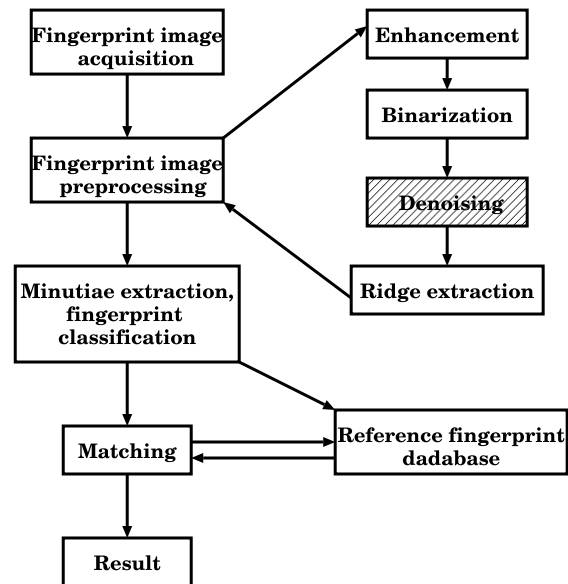 Fingerprint image
acquisition
Enhancement
Binarization
Fingerprint image
preprocessing
Denoising
Ridge extraction
Minutiae extraction,
fingerprint
classification
Reference fingerprint
dadabase
Matching
Result